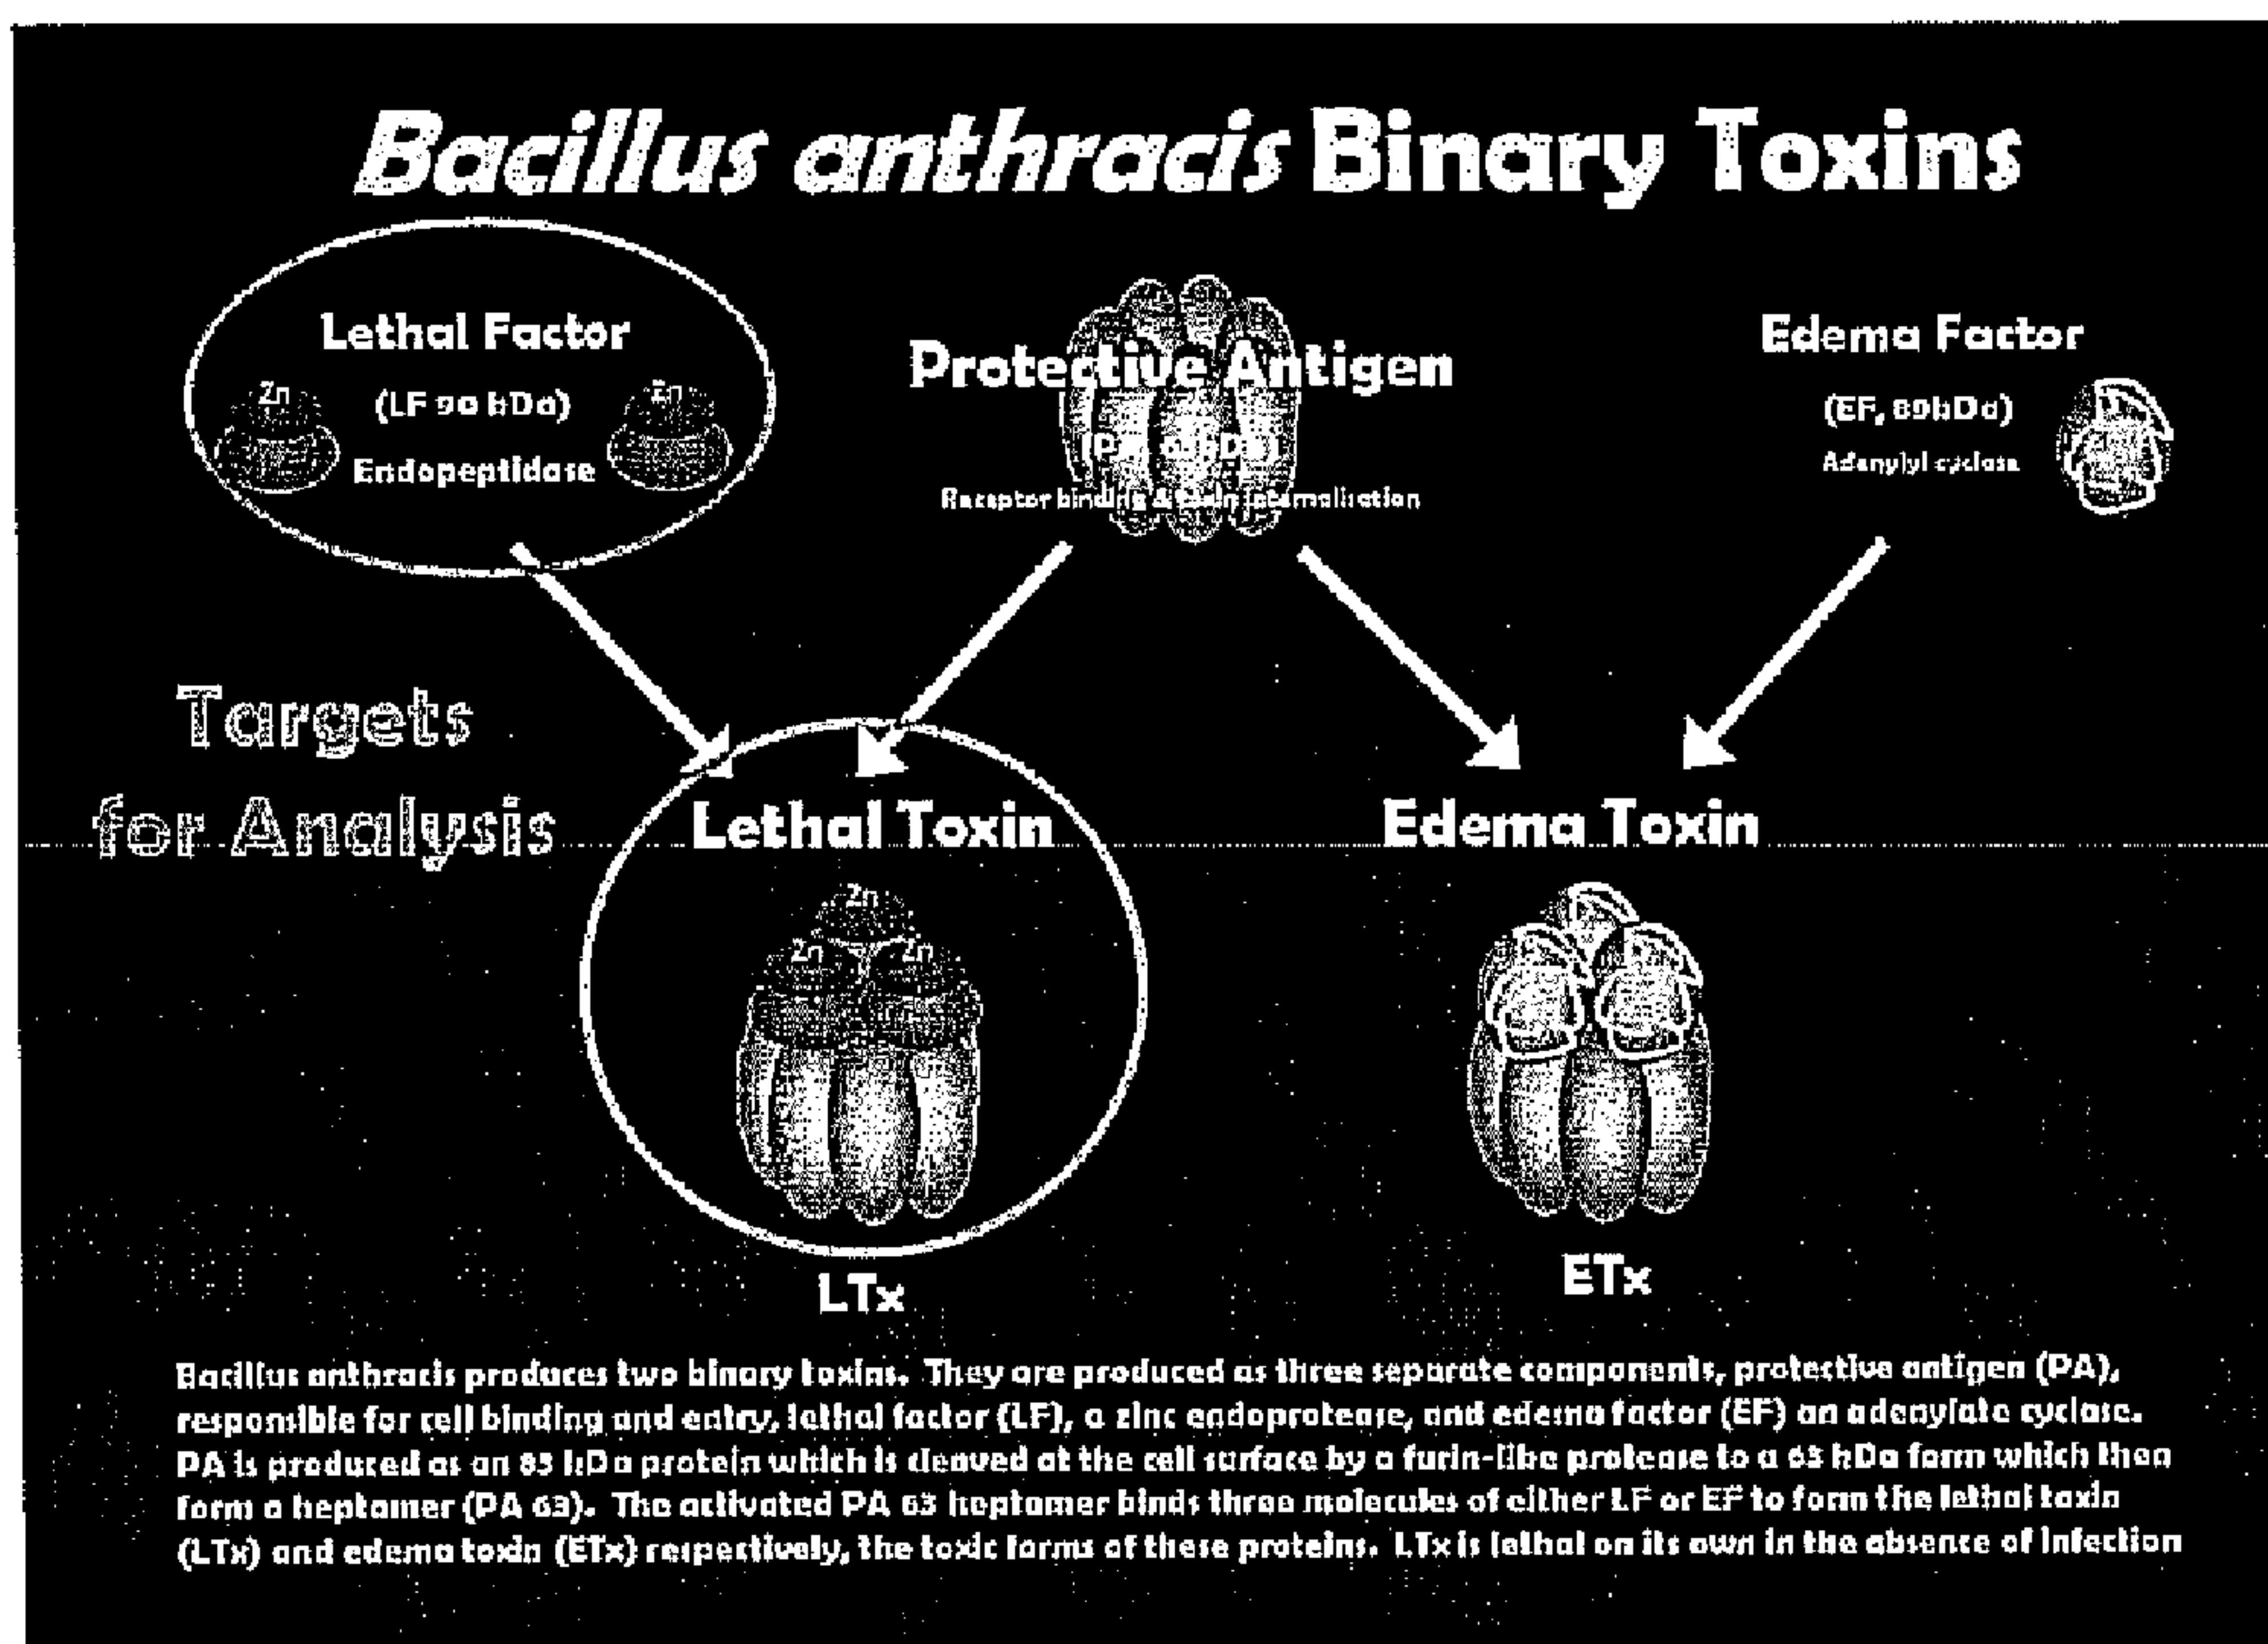 Bacillus anthracis Binary Toxins
Lethal Factor
Zn
(LF 90 kDa)
Zn
Endopeptidase
Protective Antigen
Receptor binding
Edema Factor
(EF, 89kDa)
Adenylyl cyclase
Targets
for Analysis
Lethal Toxin
Edema Toxin
Zn
Zn
Zn
LTx
ETx
Bacillus anthracis produces two binary toxins. They are produced as three separate components, protective antigen (PA),
responsible for cell binding and entry, lethal factor (LF), a zinc endoprotease, and edema factor (EF) an adenylate cyclase.
PA is produced as an 83 kDa protein which is cleaved at the cell surface by a furin-like protease to a 63 kDa form which then
form a heptamer (PA 63). The activated PA 63 heptamer binds three molecules of either LF or EF to form the lethal toxin
(LTx) and edema toxin (ETx) respectively, the toxic forms of these proteins. LTx is lethal on its own in the absence of infection